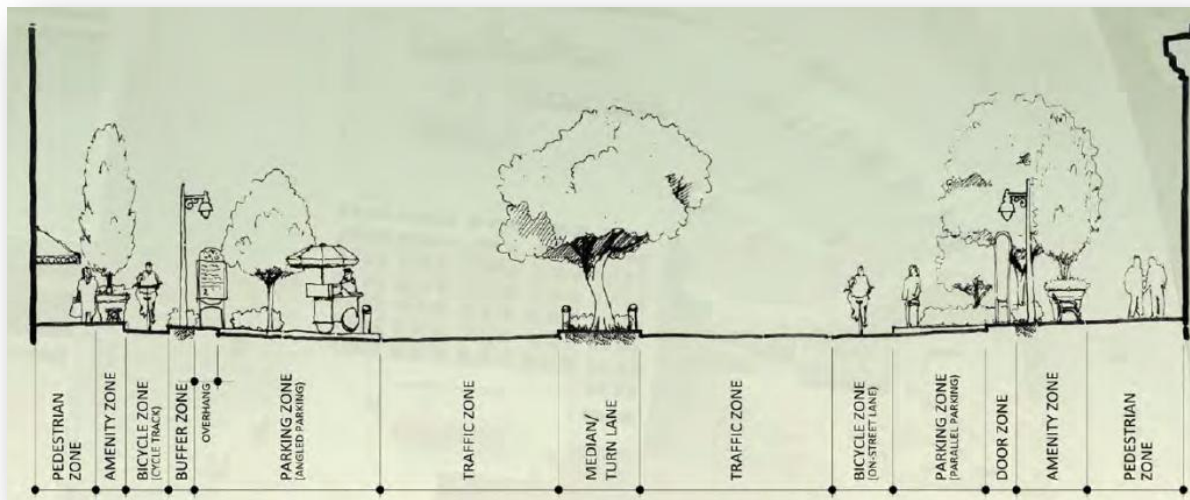 PEDESTRIAN
ZONE
AMENITY ZONE
BICYCLE ZONE
(CYCLE TRACK)
BUFFER ZONE
OVERHANG
PARKING ZONE
(ANGLED PARKING)
TRAFFIC ZONE
MEDIAN/
TURN LANE
TRAFFIC ZONE
BICYCLE ZONE
(ON-STREET LANE)
PARKING ZONE
(PARALLEL PARKING)
DOOR ZONE
AMENITY ZONE
PEDESTRIAN
ZONE